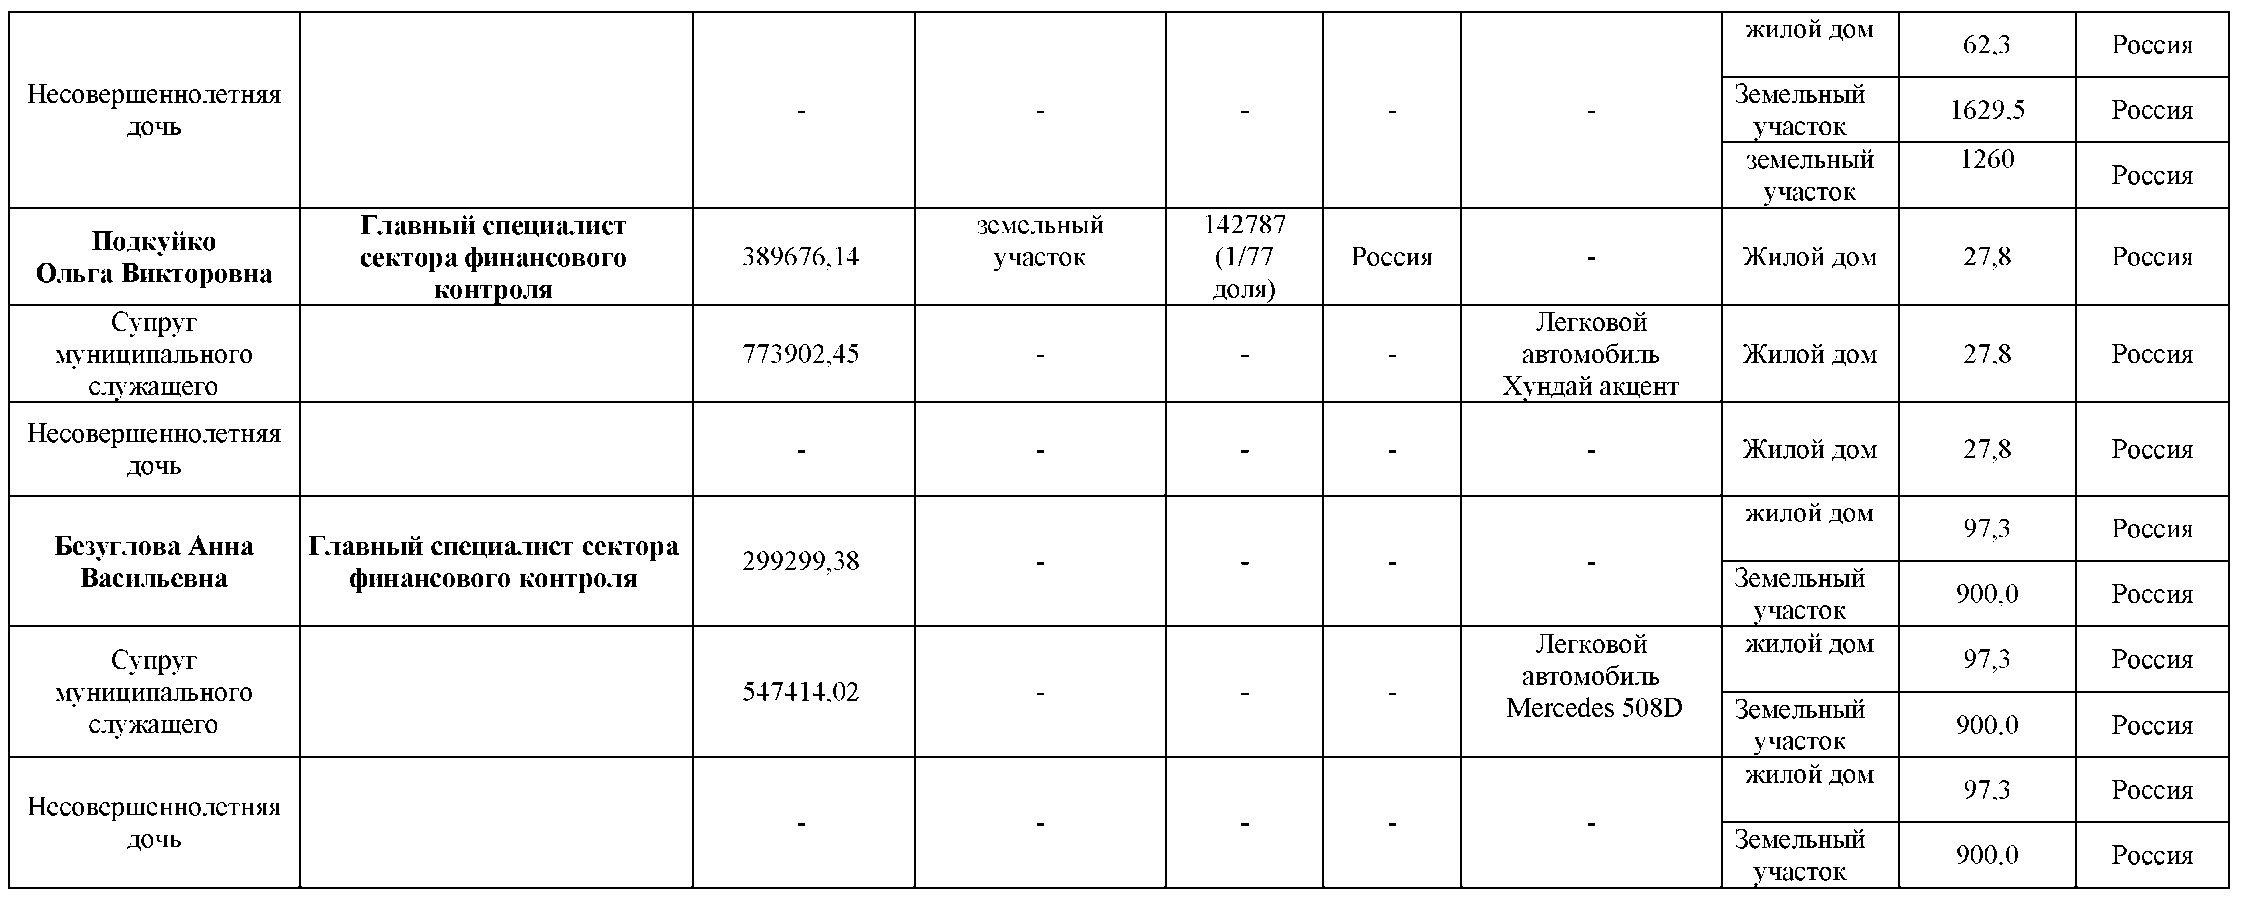 Несовершеннолетняя
дочь
-
-
-
-
-
жилой дом
62,3
Россия
Земельный
участок
1629,5
Россия
земельный
участок
1260
Россия
Подкуйко
Ольга Викторовна
Главный специалист
сектора финансового
контроля
389676,14
земельный
участок
142787
(1/77
доля)
Россия
-
Жилой дом
27,8
Россия
Супруг
муниципального
служащего
773902,45
-
-
-
Легковой
автомобиль
Хундай акцент
Жилой дом
27,8
Россия
Несовершеннолетняя
дочь
-
-
-
-
-
Жилой дом
27,8
Россия
Безуглова Анна
Васильевна
Главный специалист сектора
финансового контроля
299299,38
-
-
-
-
жилой дом
97,3
Россия
Земельный
участок
900,0
Россия
Супруг
муниципального
служащего
547414,02
-
-
-
Легковой
автомобиль
Mercedes 508D
жилой дом
97,3
Россия
Земельный
участок
900,0
Россия
Несовершеннолетняя
дочь
-
-
-
-
-
жилой дом
97,3
Россия
Земельный
участок
900,0
Россия